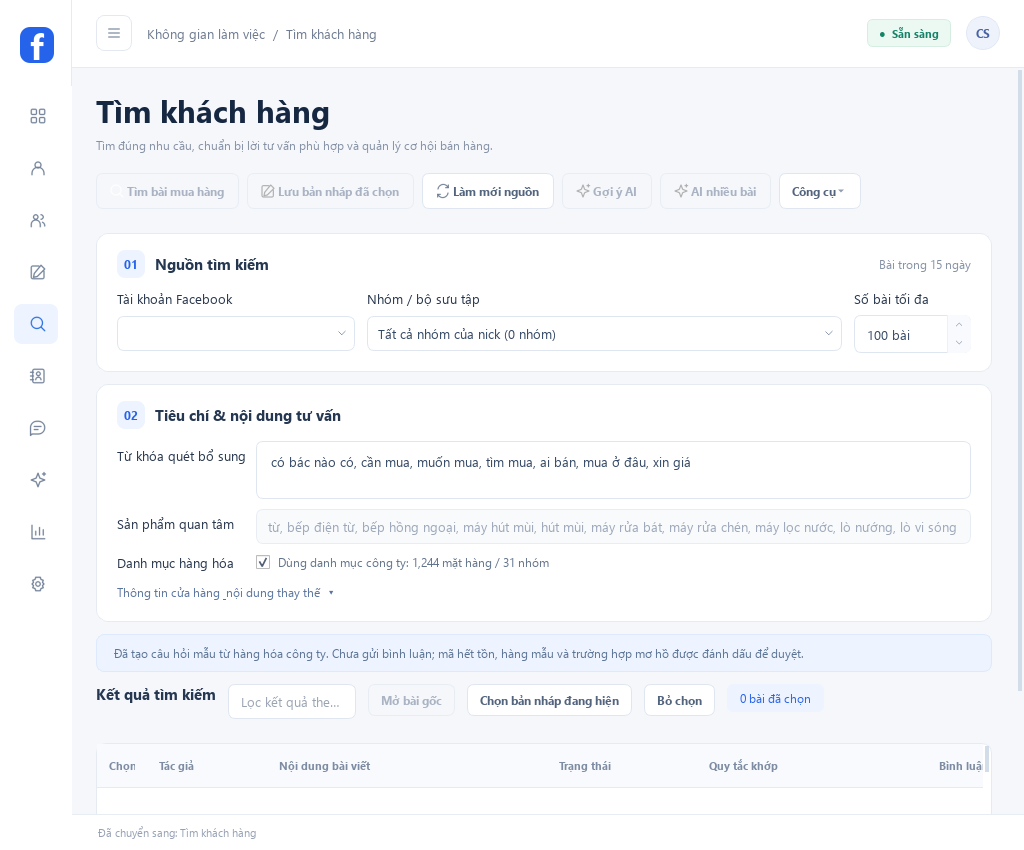 f
Không gian làm việc / Tìm khách hàng
• Sẵn sàng
CS
Tìm khách hàng
Tìm đúng nhu cầu, chuẩn bị lời tư vấn phù hợp và quản lý cơ hội bán hàng.
Tìm bài mua hàng
Lưu bản nháp đã chọn
Làm mới nguồn
Gợi ý AI
AI nhiều bài
Công cụ
01 Nguồn tìm kiếm
Bài trong 15 ngày
Tài khoản Facebook
Nhóm / bộ sưu tập
Số bài tối đa
Tất cả nhóm của nick (0 nhóm)
100 bài
02 Tiêu chí & nội dung tư vấn
Từ khóa quét bổ sung
có bác nào có, cần mua, muốn mua, tìm mua, ai bán, mua ở đâu, xin giá
Sản phẩm quan tâm
từ, bếp điện từ, bếp hồng ngoại, máy hút mùi, hút mùi, máy rửa bát, máy rửa chén, máy lọc nước, lò nướng, lò vi sóng
Danh mục hàng hóa
Dùng danh mục công ty: 1,244 mặt hàng / 31 nhóm
Thông tin cửa hàng _nội dung thay thế
Đã tạo câu hỏi mẫu từ hàng hóa công ty. Chưa gửi bình luận; mã hết tồn, hàng mẫu và trường hợp mơ hồ được đánh dấu để duyệt.
Kết quả tìm kiếm
Lọc kết quả the...
Mở bài gốc
Chọn bản nháp đang hiện
Bỏ chọn
0 bài đã chọn
Chọn
Tác giả
Nội dung bài viết
Trạng thái
Quy tắc khớp
Bình luậ
Đã chuyển sang: Tìm khách hàng